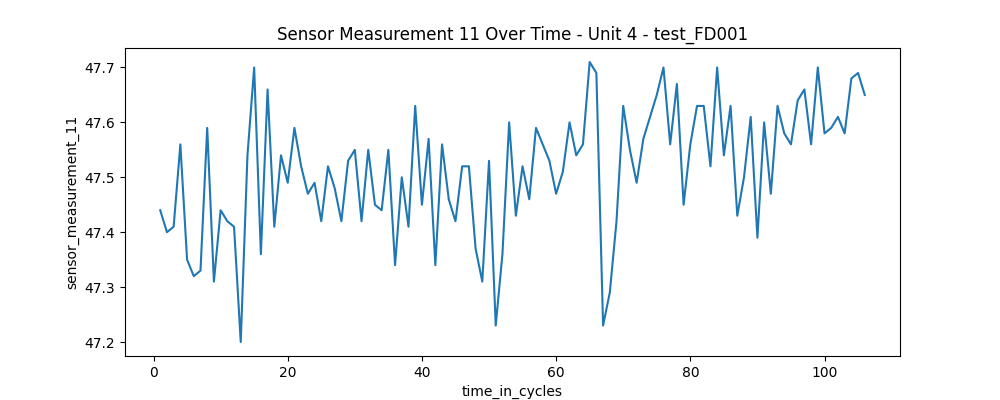 Sensor Measurement 11 Over Time - Unit 4 - test_FD001
sensor_measurement_11
47.7
47.6
47.5
47.4
47.3
47.2
0 20 40 60 80 100
time_in_cycles